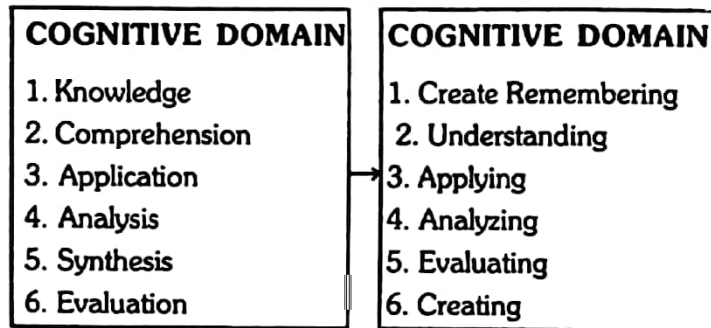 COGNITIVE DOMAIN
1. Knowledge
2. Comprehension
3. Application
4. Analysis
5. Synthesis
6. Evaluation
COGNITIVE DOMAIN
1. Create Remembering
2. Understanding
3. Applying
4. Analyzing
5. Evaluating
6. Creating